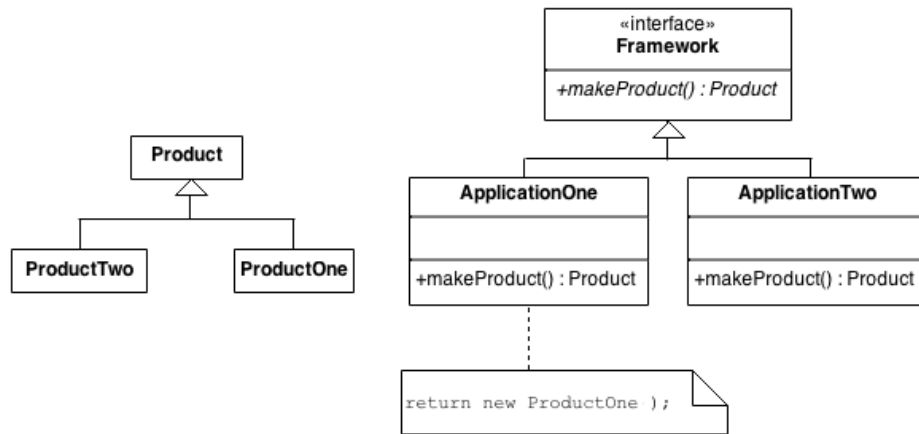 «interface»
Framework
+makeProduct() : Product
Product
ProductTwo
ProductOne
ApplicationOne
+makeProduct() : Product
ApplicationTwo
+makeProduct() : Product
return new ProductOne );